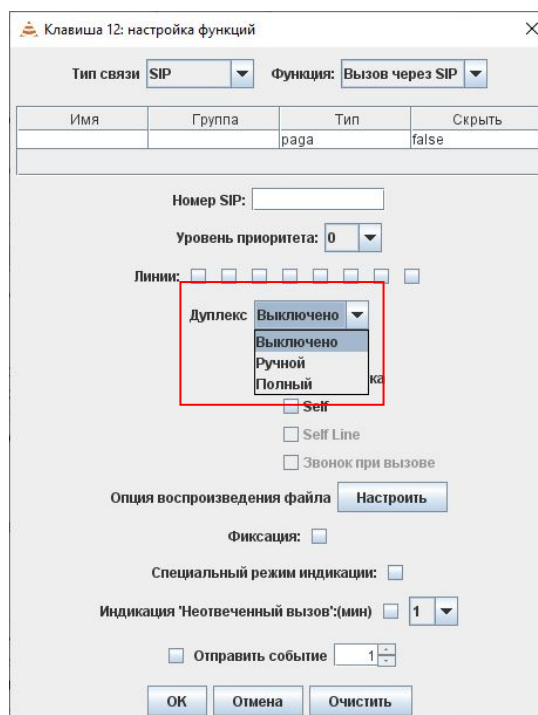 Клавиша 12: настройка функций
Тип связи SIP Функция: Вызов через SIP
Имя Группа Тип Скрыть
paga false
Номер SIP:
Уровень приоритета: 0
Линии:
Дуплекс Выключено
Выключено
Ручной
Полный ка
Self
Self Line
Звонок при вызове
Опция воспроизведения файла Настроить
Фиксация:
Специальный режим индикации:
Индикация 'Неотвеченный вызов':(мин) 1
Отправить событие 1
ОК Отмена Очистить